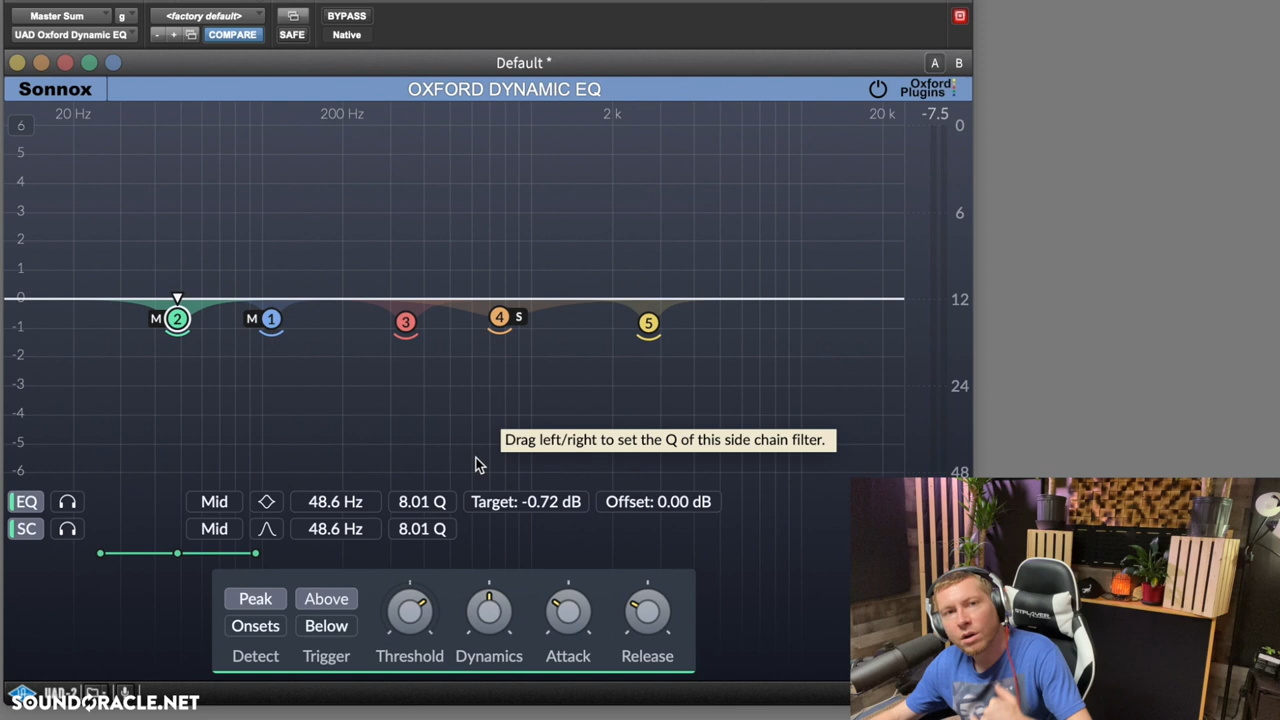 Master Sum g <factory default> BYPASS
UAD Oxford Dynamic EQ - + COMPARE SAFE Native
Default * A B
Sonnox OXFORD DYNAMIC EQ Oxford Plugins
20 Hz 200 Hz 2 k 20 k -7.5
6 0
5
4
3 6
2
1
0 12
M 2 M 1 3 4 S 5
-1
-2
-3 24
-4
Drag left/right to set the Q of this side chain filter.
-5
-6 48
EQ Mid 48.6 Hz 8.01 Q Target: -0.72 dB Offset: 0.00 dB
SC Mid 48.6 Hz 8.01 Q
Peak Above
Onsets Below
Detect Trigger Threshold Dynamics Attack Release
UAD-2
SOUNDORACLE.NET
GTPLAYER